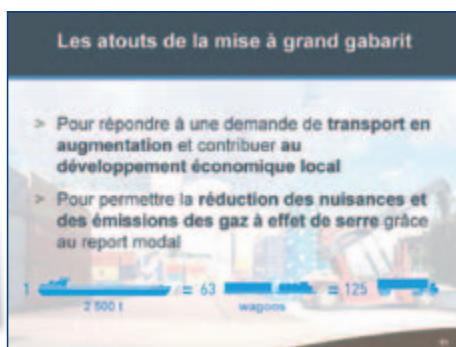 Les atouts de la mise à grand gabarit
> Pour répondre à une demande de transport en
augmentation et contribuer au
développement économique local
> Pour permettre la réduction des nuisances et
des émissions des gaz à effet de serre grâce
au report modal
1 = 63 = 125
2 500 t wagons